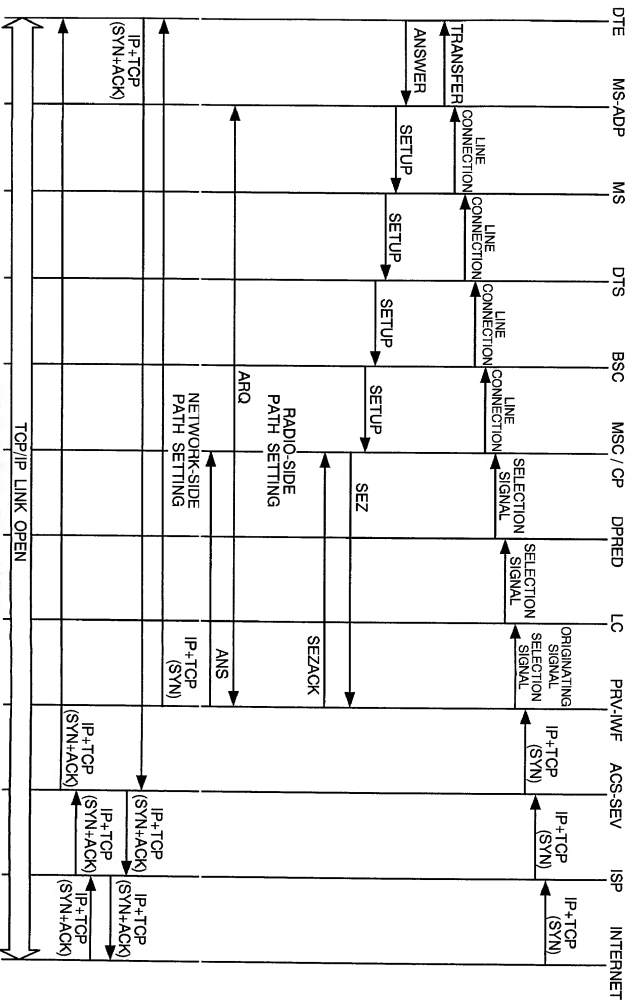 DTE
MS-ADP
MS
DTS
BSC
MSC / CP
DPRED
LC
PRV-IWF
ACS-SEV
ISP
INTERNET
IP+TCP
(SYN)
IP+TCP
(SYN)
IP+TCP
(SYN)
ORIGINATING
SIGNAL
SELECTION
SIGNAL
SELECTION
SIGNAL
SELECTION
SIGNAL
LINE
CONNECTION
LINE
CONNECTION
LINE
CONNECTION
LINE
CONNECTION
TRANSFER
ANSWER
SETUP
SETUP
SETUP
SETUP
SEZ
SEZACK
RADIO-SIDE
PATH SETTING
ARQ
ANS
NETWORK-SIDE
PATH SETTING
IP+TCP
(SYN)
IP+TCP
(SYN+ACK)
IP+TCP
(SYN+ACK)
IP+TCP
(SYN+ACK)
IP+TCP
(SYN+ACK)
IP+TCP
(SYN+ACK)
IP+TCP
(SYN+ACK)
TCP/IP LINK OPEN